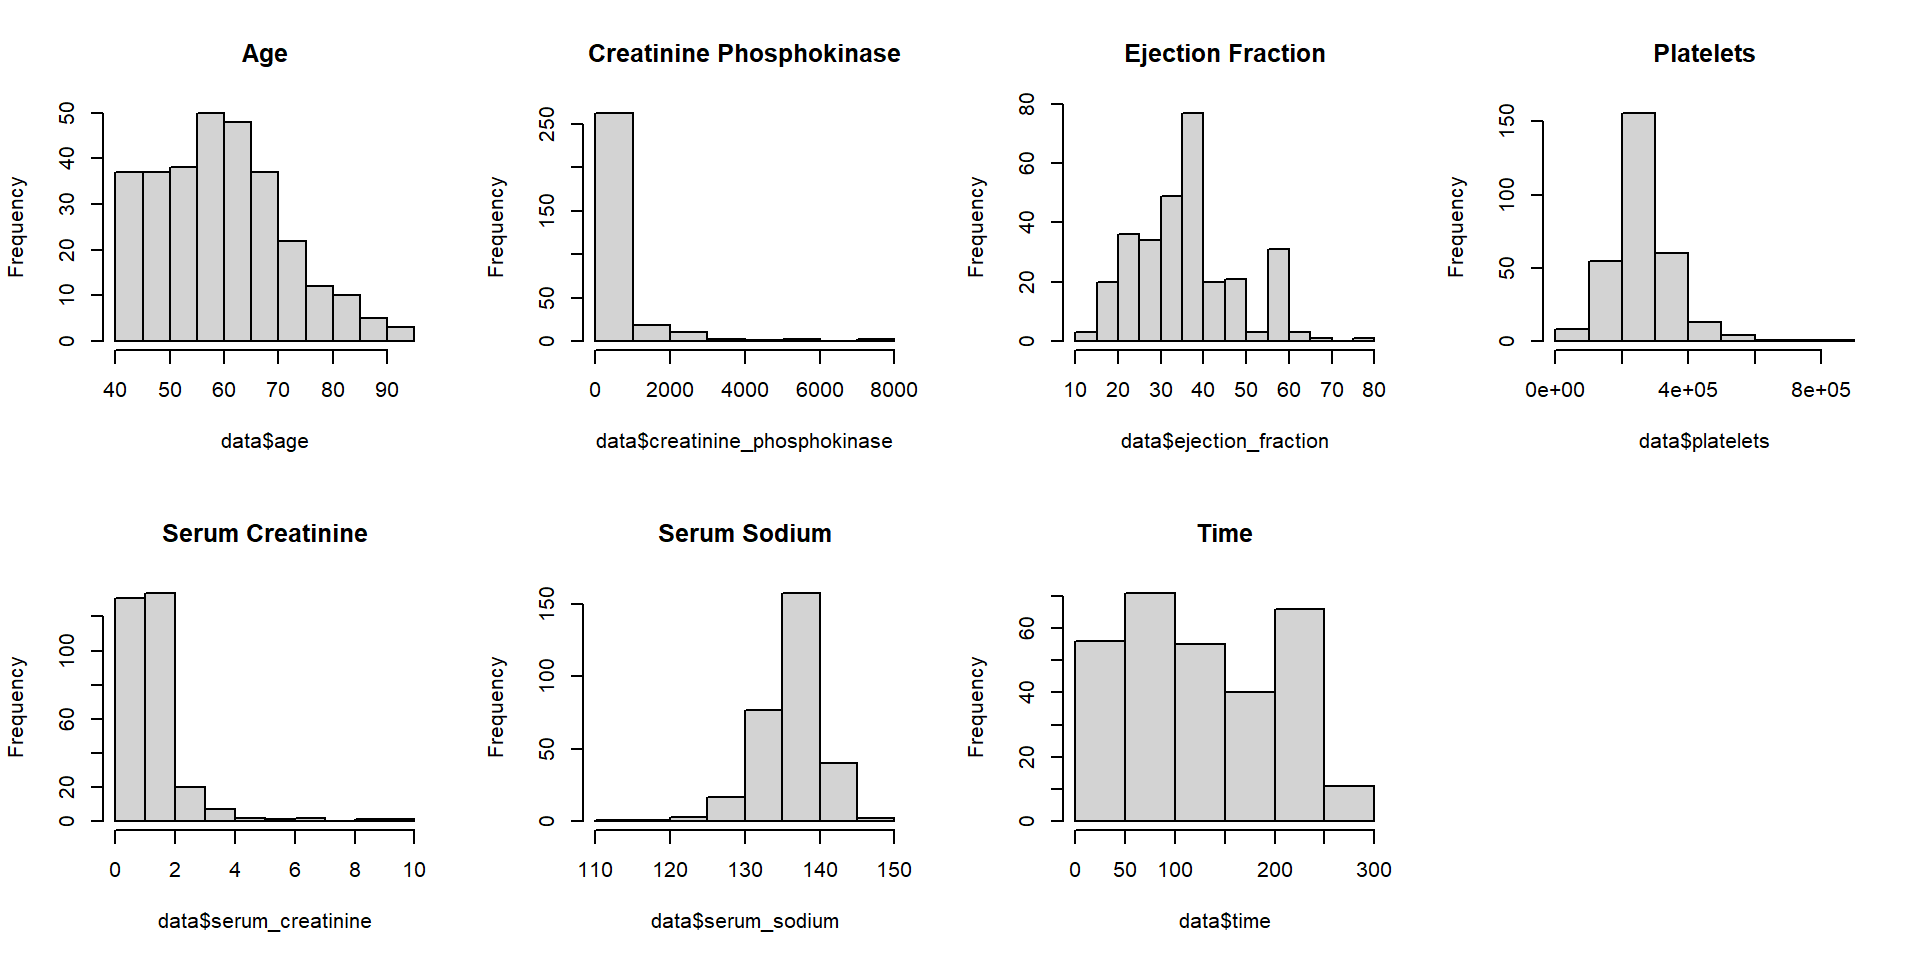 Age
Frequency
0 10 20 30 40 50
40 50 60 70 80 90
data$age
Creatinine Phosphokinase
Frequency
0 50 150 250
0 2000 4000 6000 8000
data$creatinine_phosphokinase
Ejection Fraction
Frequency
0 20 40 60 80
10 20 30 40 50 60 70 80
data$ejection_fraction
Platelets
Frequency
0 50 100 150
0e+00 4e+05 8e+05
data$platelets
Serum Creatinine
Frequency
0 20 60 100
0 2 4 6 8 10
data$serum_creatinine
Serum Sodium
Frequency
0 50 100 150
110 120 130 140 150
data$serum_sodium
Time
Frequency
0 20 40 60
0 50 100 200 300
data$time